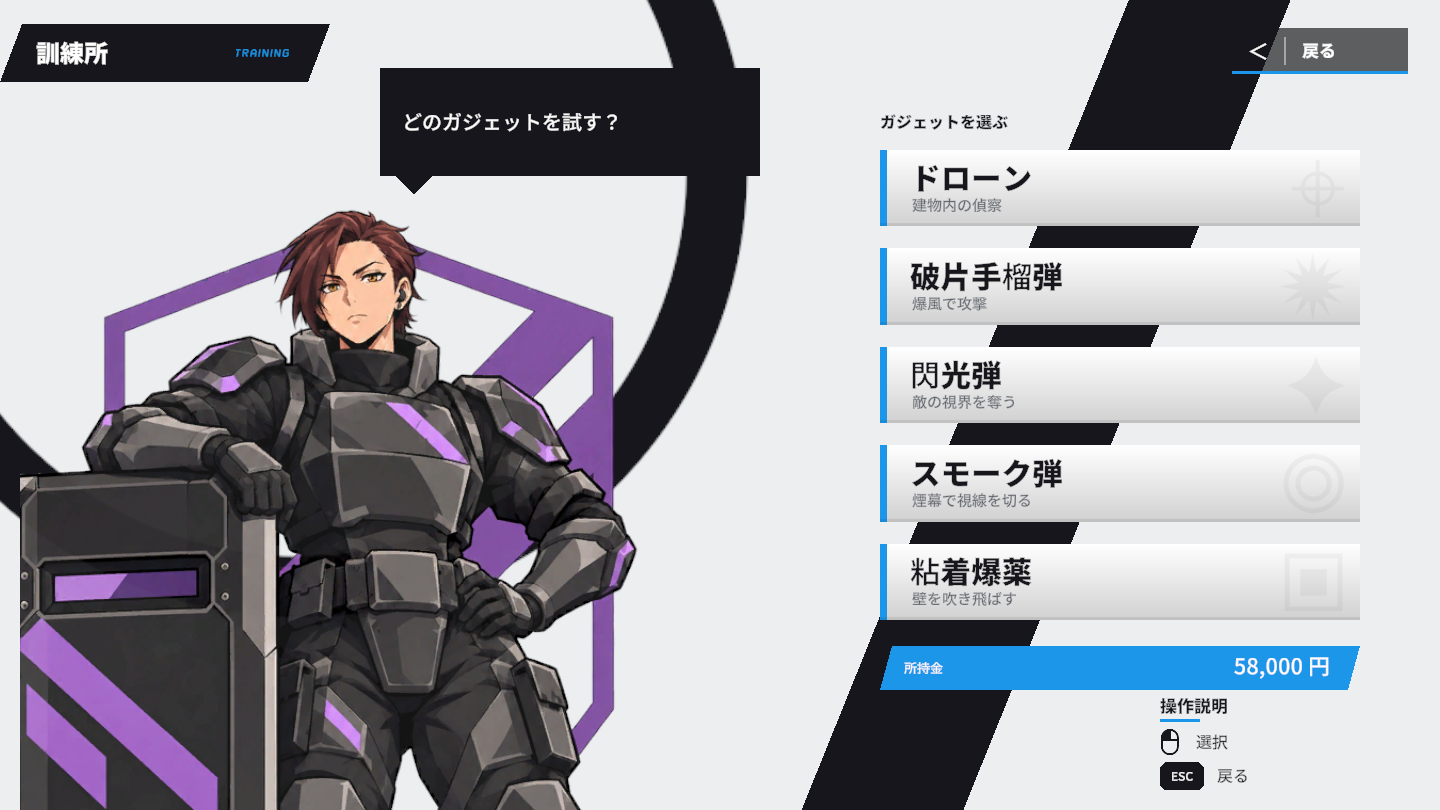 訓練所
TRAINING
< 戻る
どのガジェットを試す？
ガジェットを選ぶ
ドローン
建物内の偵察
破片手榴弾
爆風で攻撃
閃光弾
敵の視界を奪う
スモーク弾
煙幕で視線を切る
粘着爆薬
壁を吹き飛ばす
所持金
58,000 円
操作説明
選択
ESC 戻る